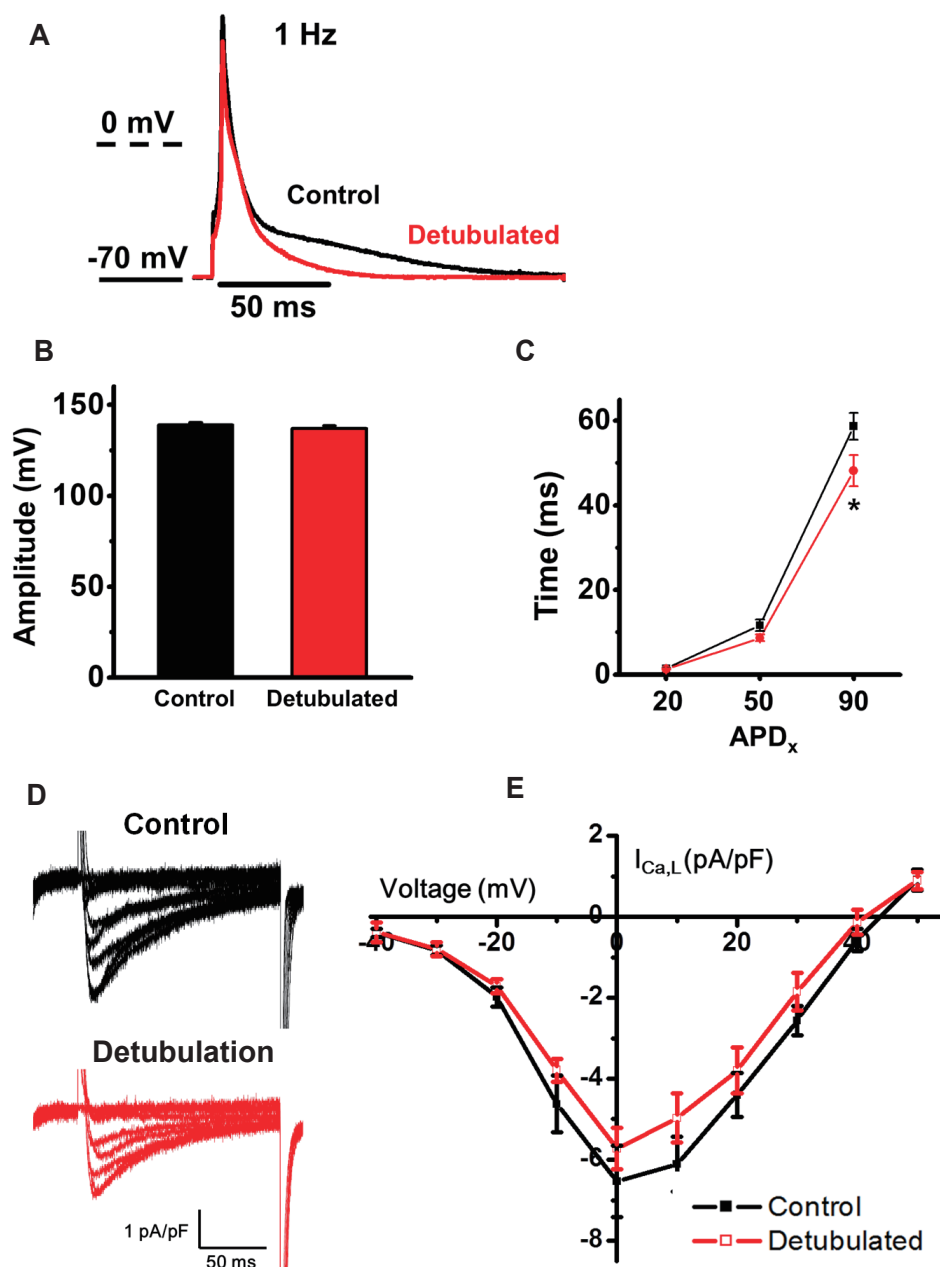 A
1 Hz
0 mV
Control
Detubulated
-70 mV
50 ms
B
Amplitude (mV)
150
100
50
0
Control
Detubulated
C
Time (ms)
60
40
20
0
20
50
90
*
APDx
D
Control
Detubulation
1 pA/pF
50 ms
E
2
ICa,L(pA/pF)
Voltage (mV)
0
-40
-20
0
20
40
-2
-4
-6
-8
Control
Detubulated